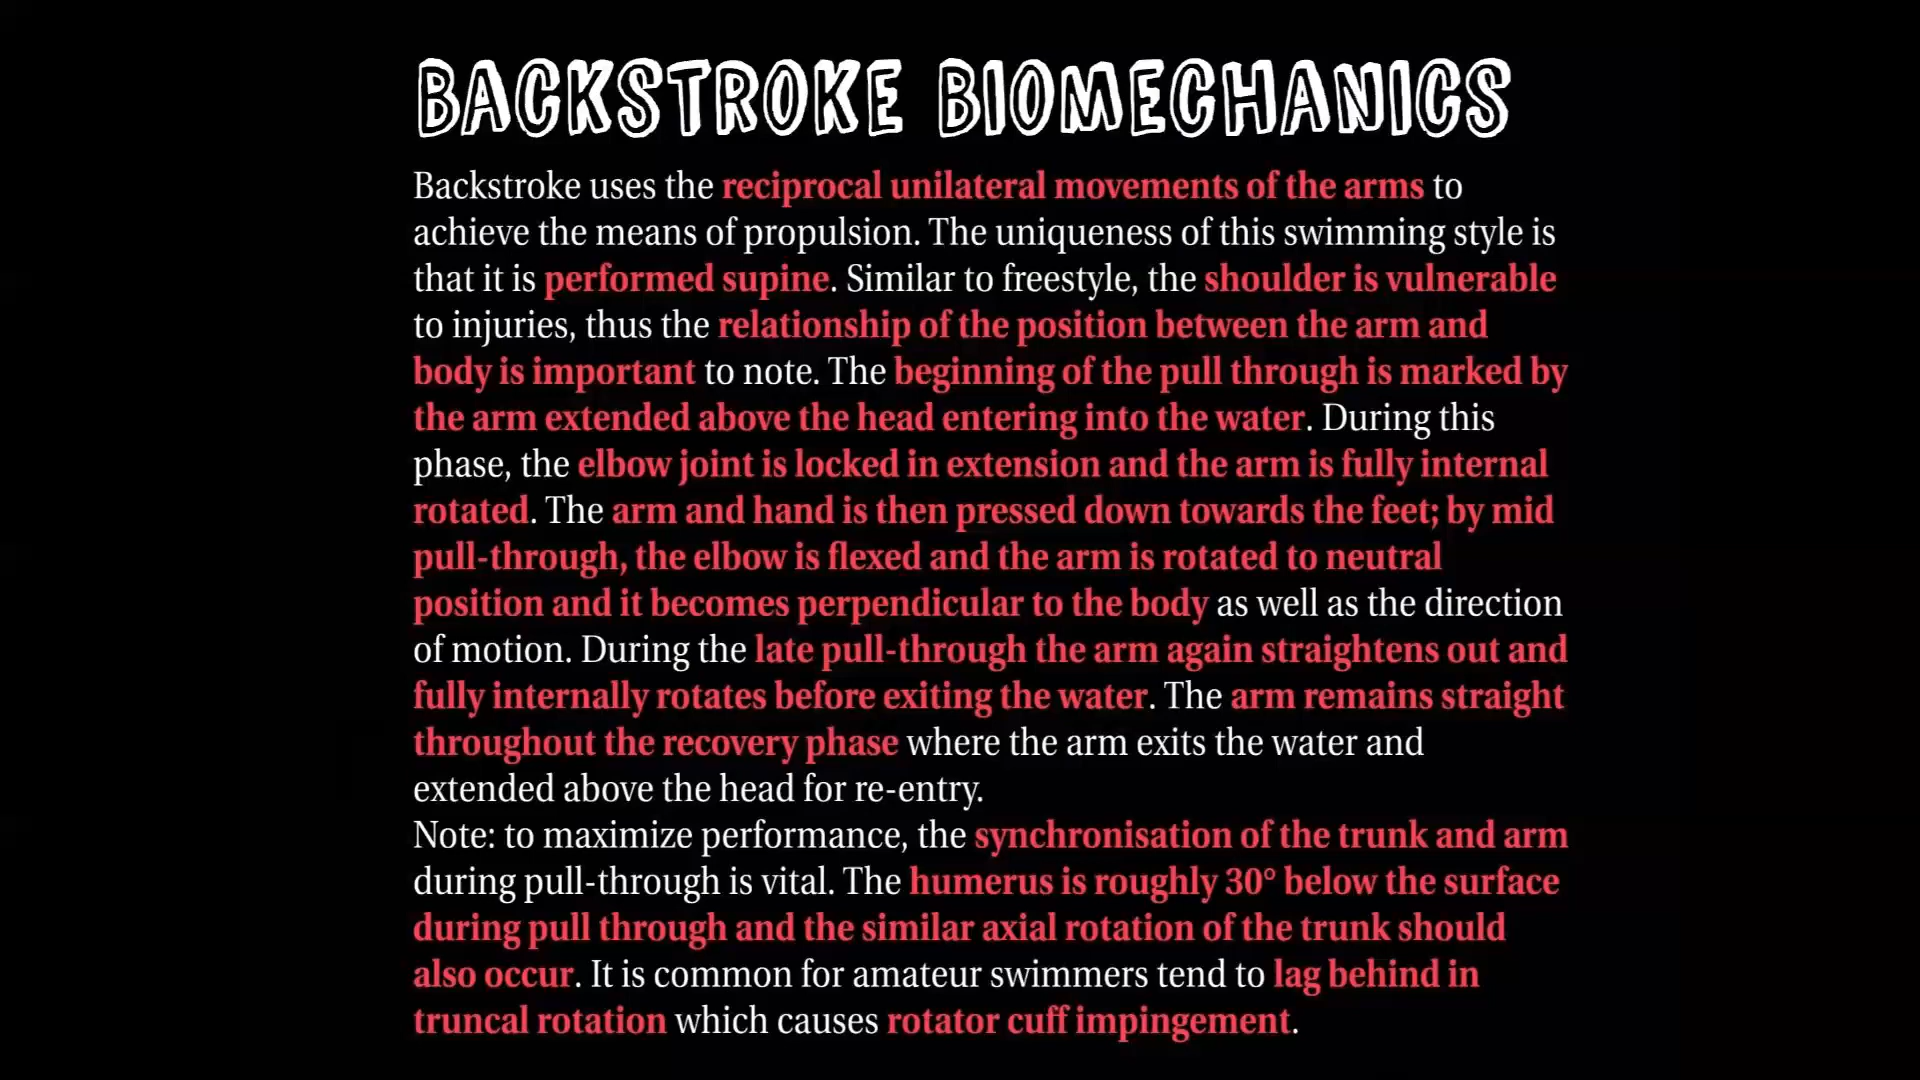 BACKSTROKE BIOMECHANICS
Backstroke uses the reciprocal unilateral movements of the arms to
achieve the means of propulsion. The uniqueness of this swimming style is
that it is performed supine. Similar to freestyle, the shoulder is vulnerable
to injuries, thus the relationship of the position between the arm and
body is important to note. The beginning of the pull through is marked by
the arm extended above the head entering into the water. During this
phase, the elbow joint is locked in extension and the arm is fully internal
rotated. The arm and hand is then pressed down towards the feet; by mid
pull-through, the elbow is flexed and the arm is rotated to neutral
position and it becomes perpendicular to the body as well as the direction
of motion. During the late pull-through the arm again straightens out and
fully internally rotates before exiting the water. The arm remains straight
throughout the recovery phase where the arm exits the water and
extended above the head for re-entry.
Note: to maximize performance, the synchronisation of the trunk and arm
during pull-through is vital. The humerus is roughly 30° below the surface
during pull through and the similar axial rotation of the trunk should
also occur. It is common for amateur swimmers tend to lag behind in
truncal rotation which causes rotator cuff impingement.